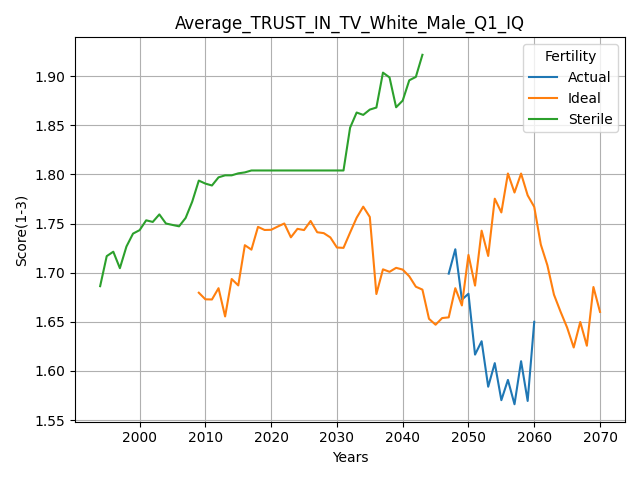 Average_TRUST_IN_TV_White_Male_Q1_IQ
Fertility
Actual
Ideal
Sterile
Score(1-3)
1.90
1.85
1.80
1.75
1.70
1.65
1.60
1.55
2000 2010 2020 2030 2040 2050 2060 2070
Years